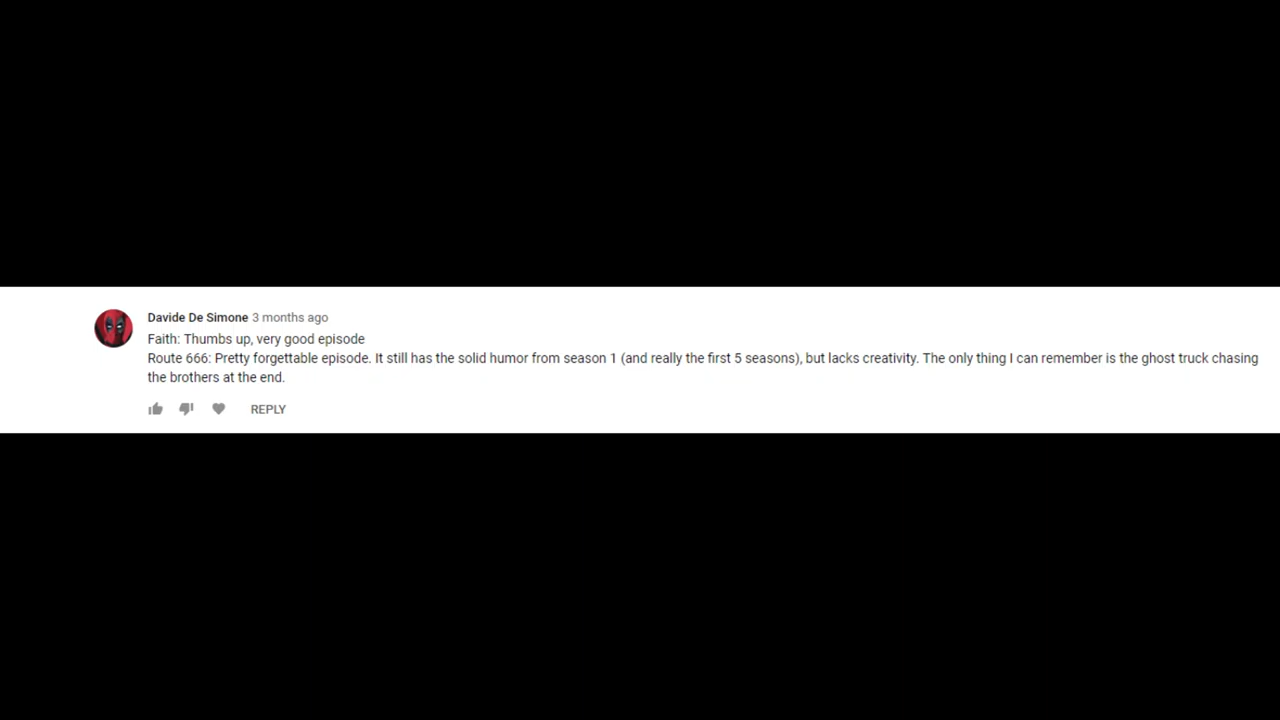 Davide De Simone 3 months ago
Faith: Thumbs up, very good episode
Route 666: Pretty forgettable episode. It still has the solid humor from season 1 (and really the first 5 seasons), but lacks creativity. The only thing I can remember is the ghost truck chasing
the brothers at the end.
REPLY